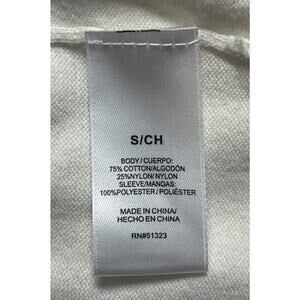 S/CH
BODY/CUERPO:
75% COTTON/ALGODÓN
25%NYLON/NYLON
SLEEVE/MANGAS:
100%POLYESTER/POLIÉSTER
MADE IN CHINA/
HECHO EN CHINA
RN#51323